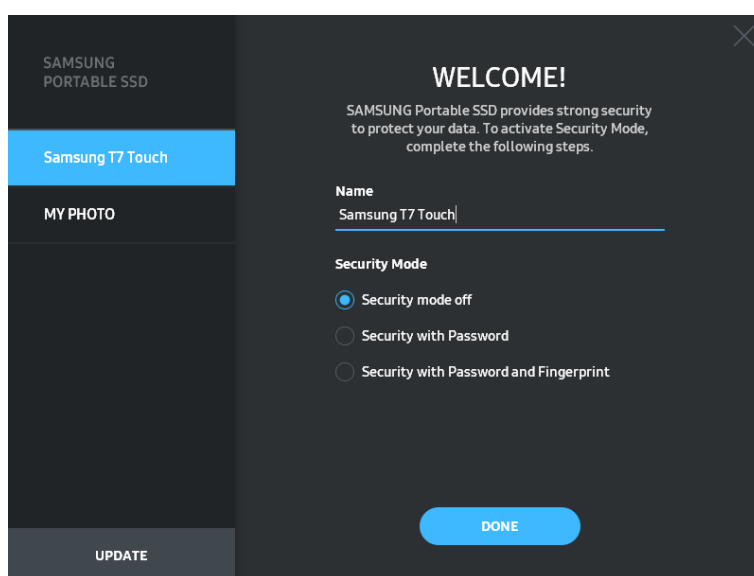 SAMSUNG
PORTABLE SSD
Samsung T7 Touch
MY PHOTO
UPDATE
WELCOME!
SAMSUNG Portable SSD provides strong security
to protect your data. To activate Security Mode,
complete the following steps.
Name
Samsung T7 Touch
Security Mode
Security mode off
Security with Password
Security with Password and Fingerprint
DONE